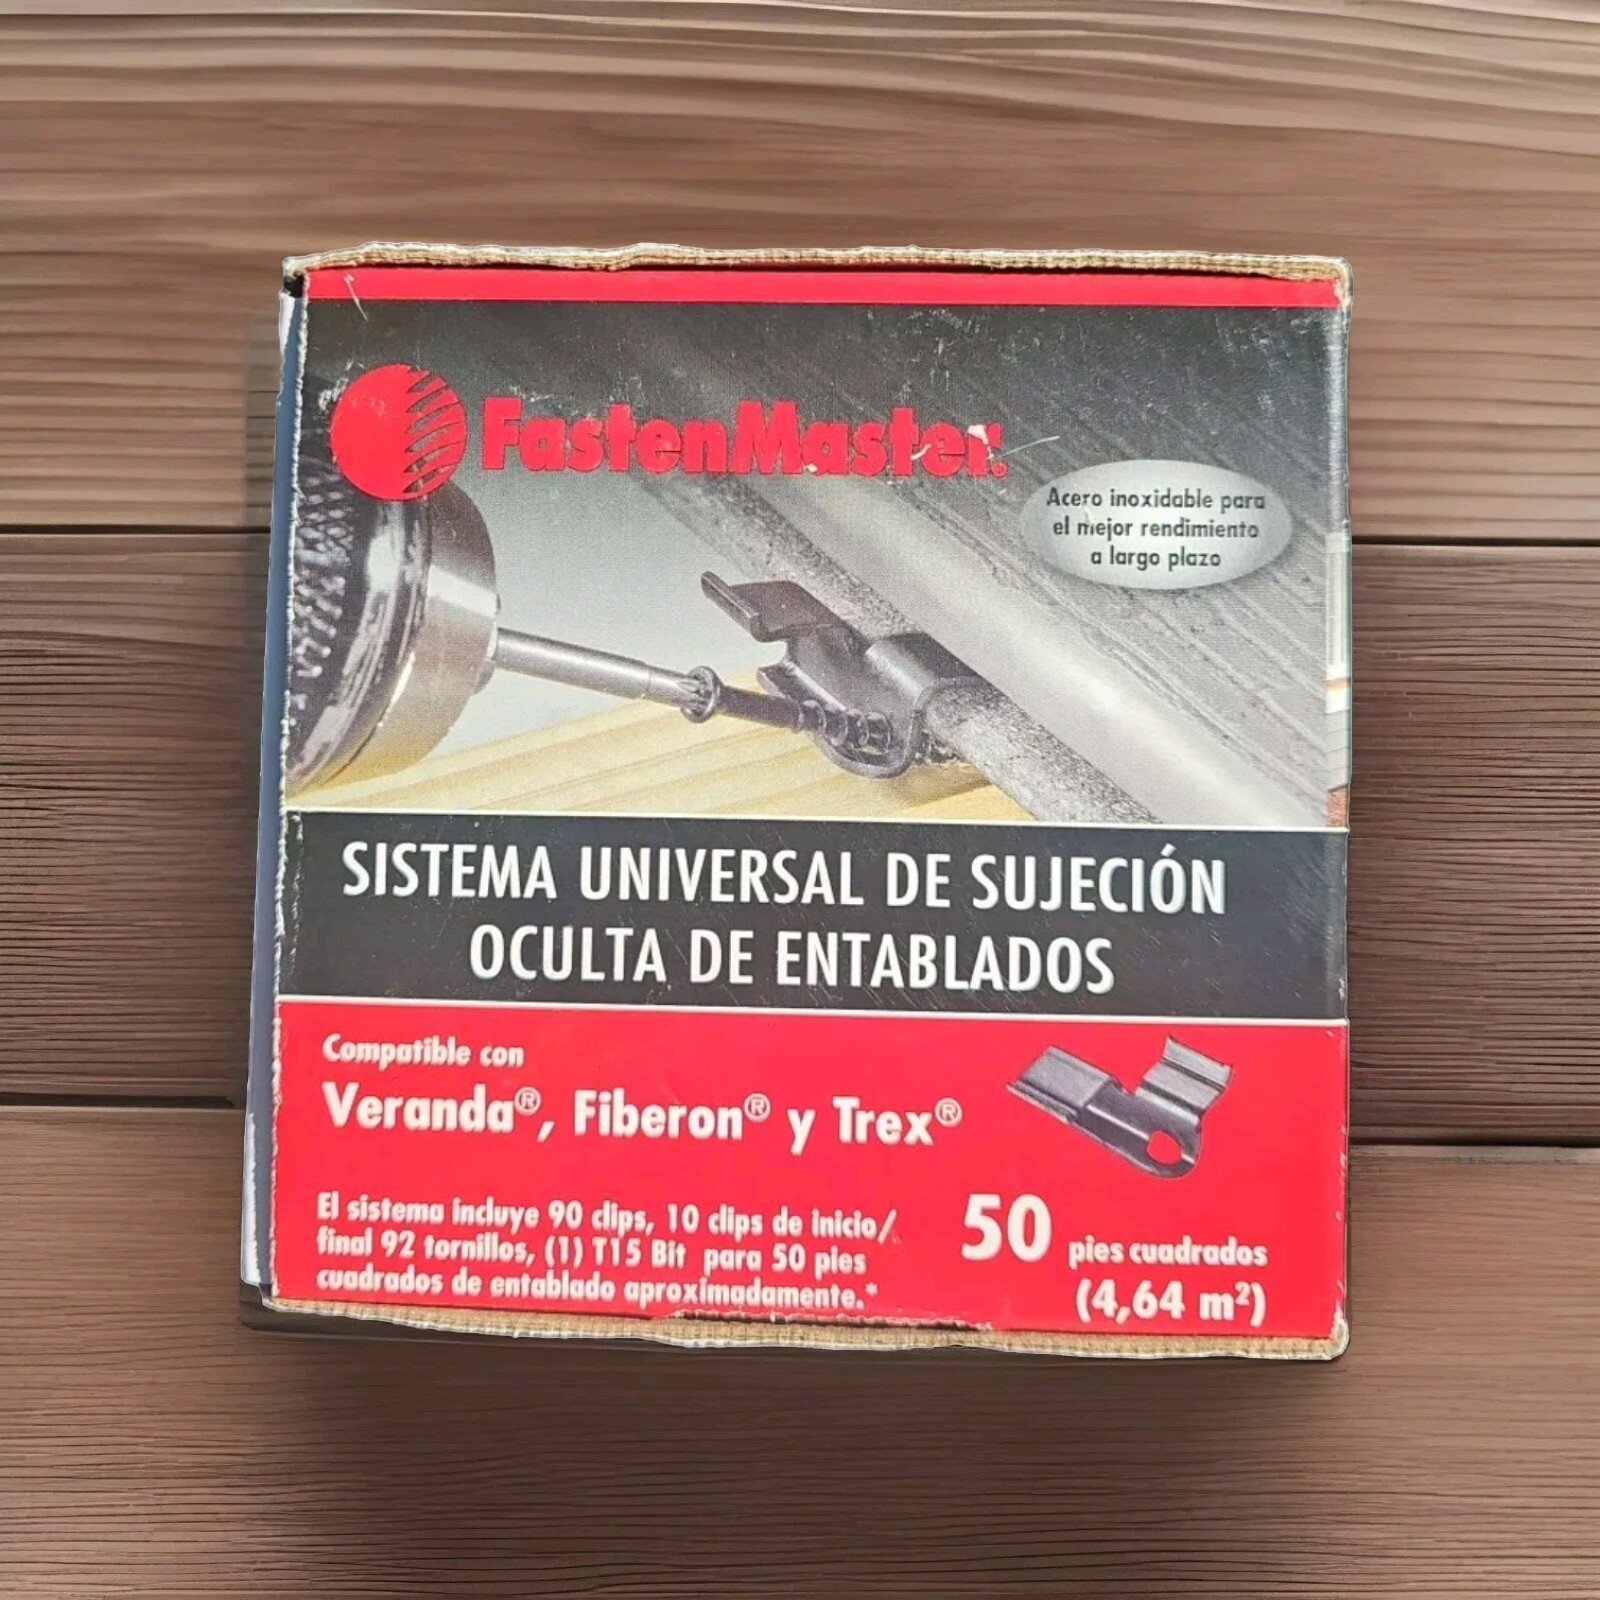 FastenMaster®
Acero inoxidable para
el mejor rendimiento
a largo plazo
SISTEMA UNIVERSAL DE SUJECIÓN
OCULTA DE ENTABLADOS
Compatible con
Veranda®, Fiberon® y Trex®
El sistema incluye 90 clips, 10 clips de inicio/
final 92 tornillos, (1) T15 Bit para 50 pies
cuadrados de entablado aproximadamente.*
50 pies cuadrados
(4,64 m²)